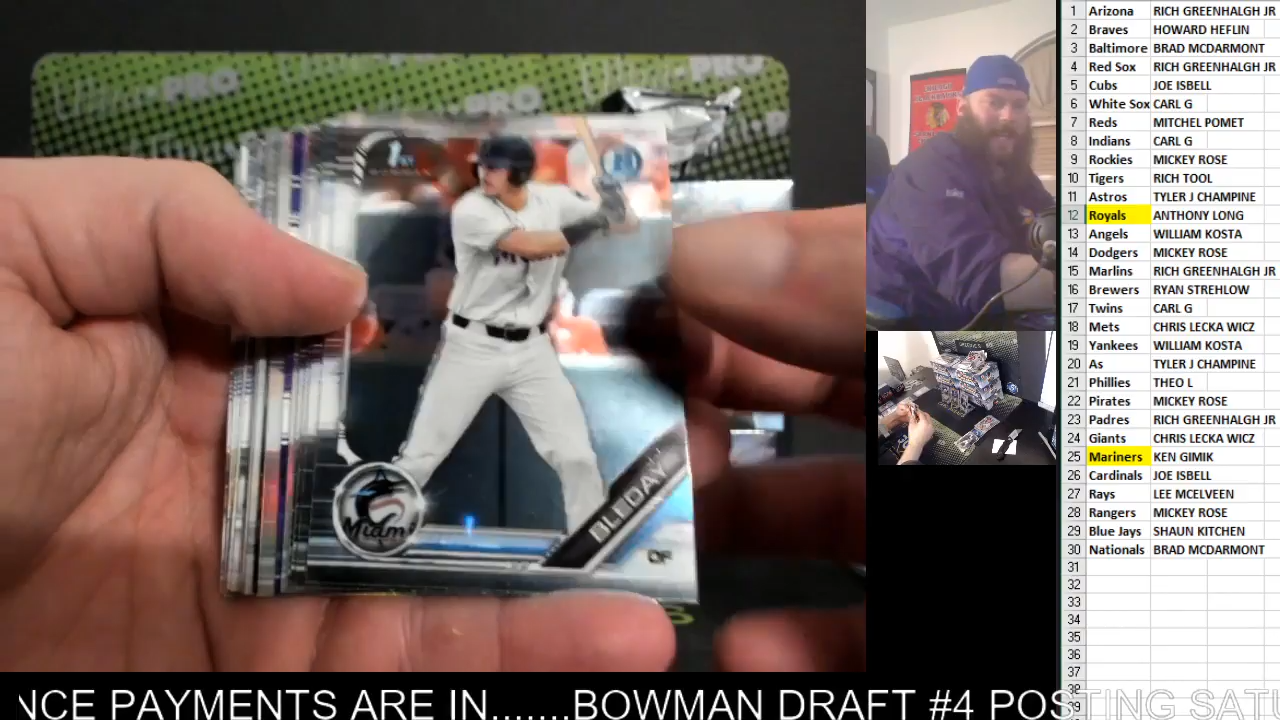 1ST
Miami
BLEDAY
OF
1 Arizona RICH GREENHALGH JR
2 Braves HOWARD HEFLIN
3 Baltimore BRAD MCDARMONT
4 Red Sox RICH GREENHALGH JR
5 Cubs JOE ISBELL
6 White Sox CARL G
7 Reds MITCHEL POMET
8 Indians CARL G
9 Rockies MICKEY ROSE
10 Tigers RICH TOOL
11 Astros TYLER J CHAMPINE
12 Royals ANTHONY LONG
13 Angels WILLIAM KOSTA
14 Dodgers MICKEY ROSE
15 Marlins RICH GREENHALGH JR
16 Brewers RYAN STREHLOW
17 Twins CARL G
18 Mets CHRIS LECKA WICZ
19 Yankees WILLIAM KOSTA
20 As TYLER J CHAMPINE
21 Phillies THEO L
22 Pirates MICKEY ROSE
23 Padres RICH GREENHALGH JR
24 Giants CHRIS LECKA WICZ
25 Mariners KEN GIMIK
26 Cardinals JOE ISBELL
27 Rays LEE MCELVEEN
28 Rangers MICKEY ROSE
29 Blue Jays SHAUN KITCHEN
30 Nationals BRAD MCDARMONT
31
32
33
34
35
36
37
38
NCE PAYMENTS ARE IN.......BOWMAN DRAFT #4 POSTING SATU